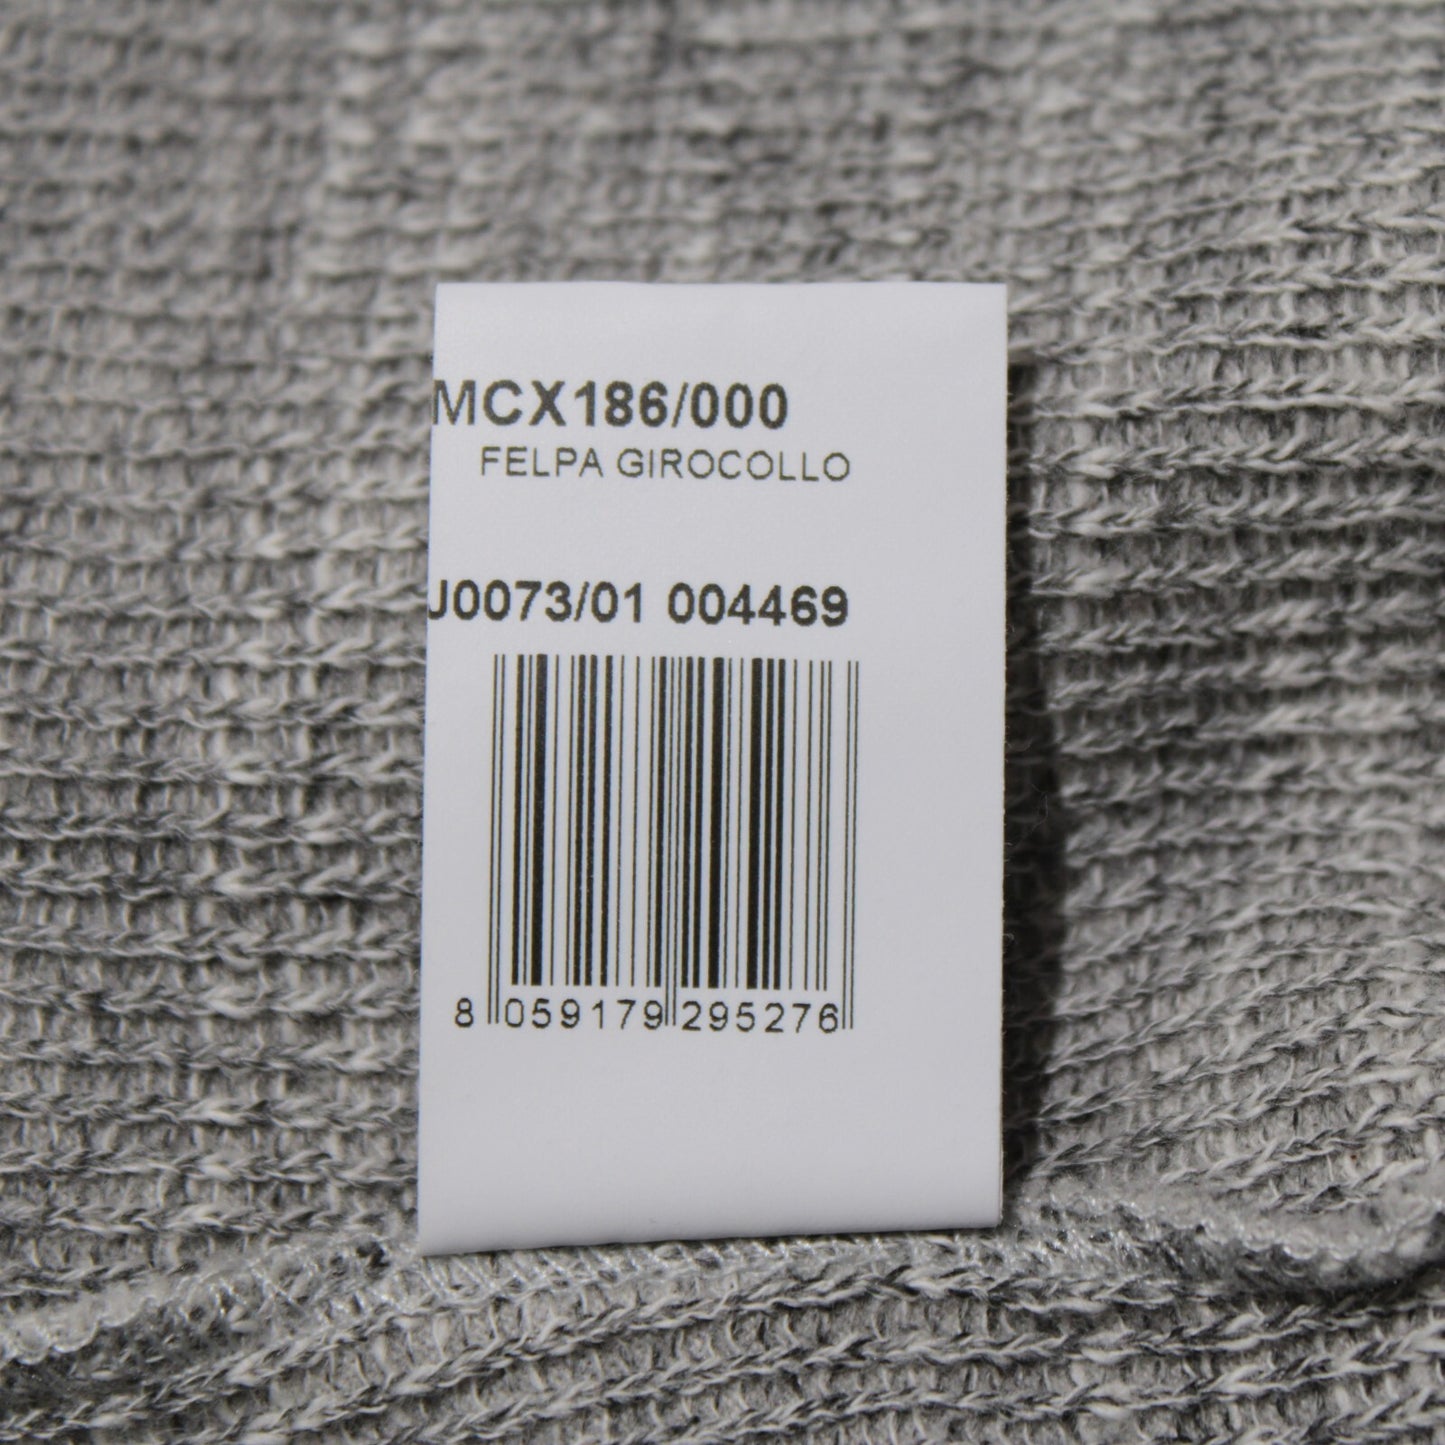 MCX186/000
FELPA GIROCOLLO
J0073/01 004469
8 059179 295276